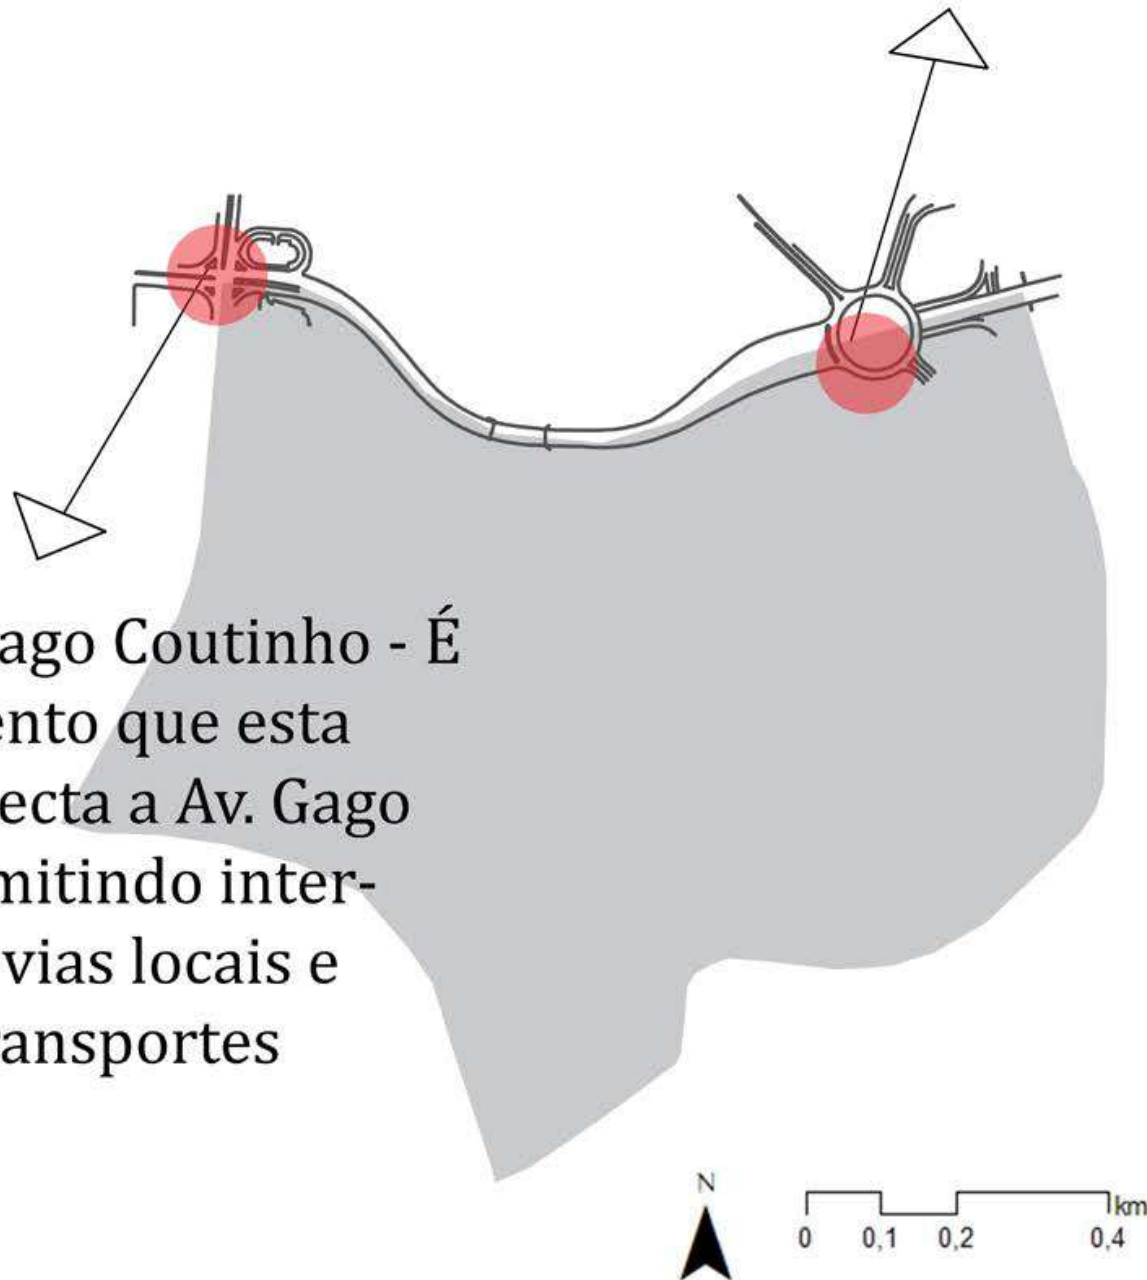 ago Coutinho - É
ento que esta
ecta a Av. Gago
mitindo inter-
vias locais e
ansportes
N
km
0 0,1 0,2 0,4